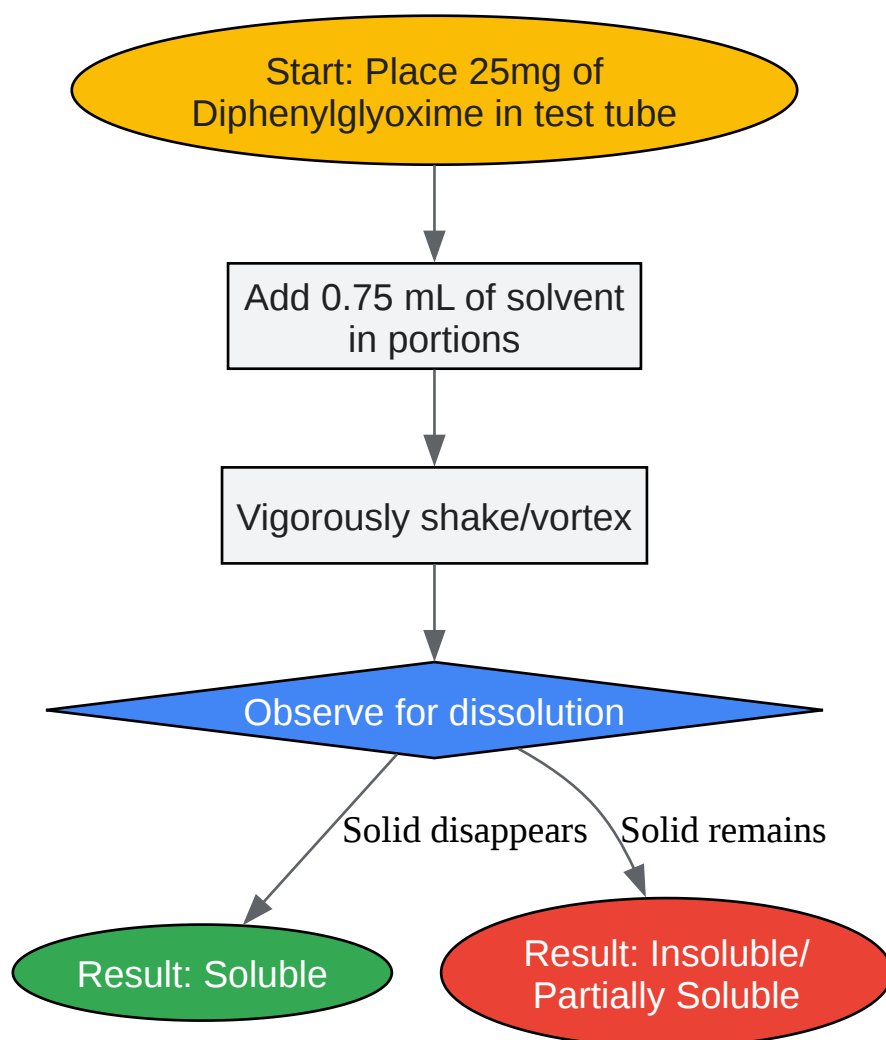 Start: Place 25mg of
Diphenylglyoxime in test tube
Add 0.75 mL of solvent
in portions
Vigorously shake/vortex
Observe for dissolution
Solid disappears
Solid remains
Result: Soluble
Result: Insoluble/
Partially Soluble